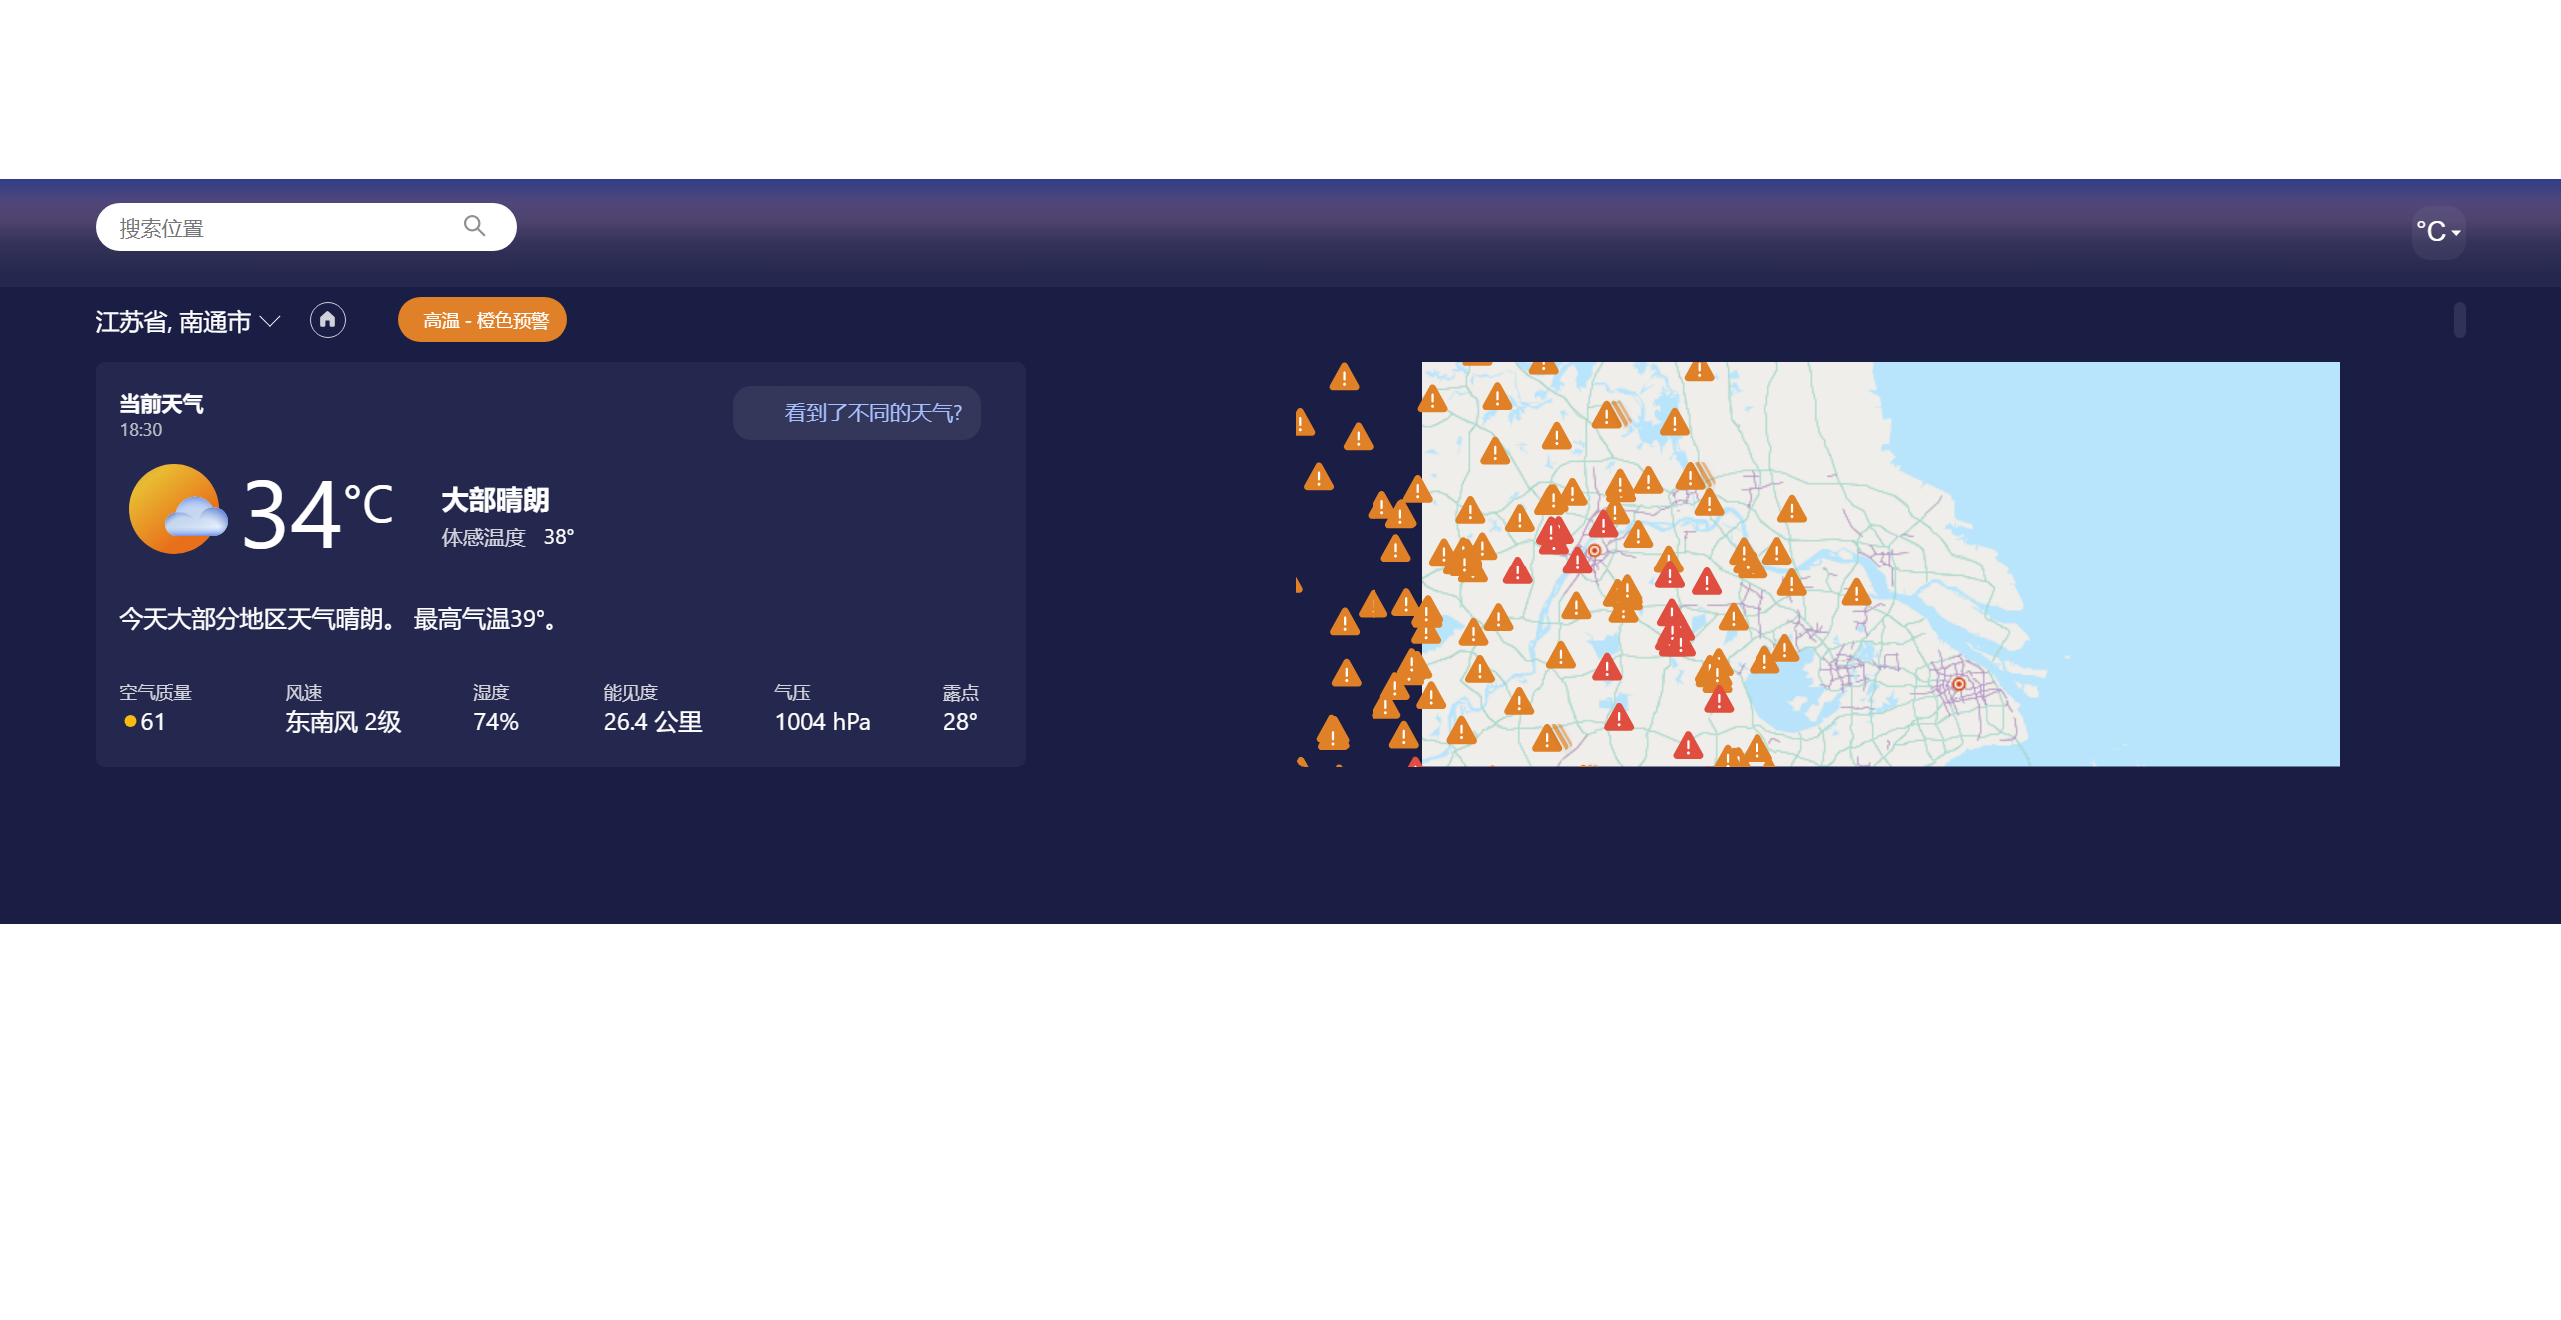 搜索位置
°C
江苏省, 南通市
高温 - 橙色预警
当前天气
18:30
看到了不同的天气?
34°C
大部晴朗
体感温度 38°
今天大部分地区天气晴朗。 最高气温39°。
空气质量 风速 湿度 能见度 气压 露点
61 东南风 2级 74% 26.4 公里 1004 hPa 28°